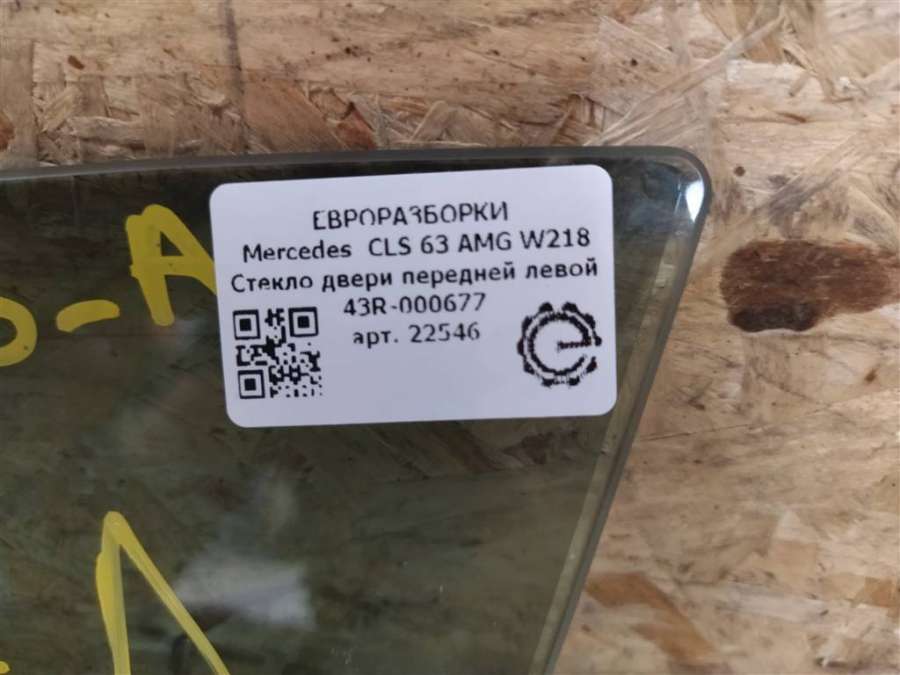 ЕВРОРАЗБОРКИ
Mercedes CLS 63 AMG W218
Стекло двери передней левой
43R-000677
арт. 22546